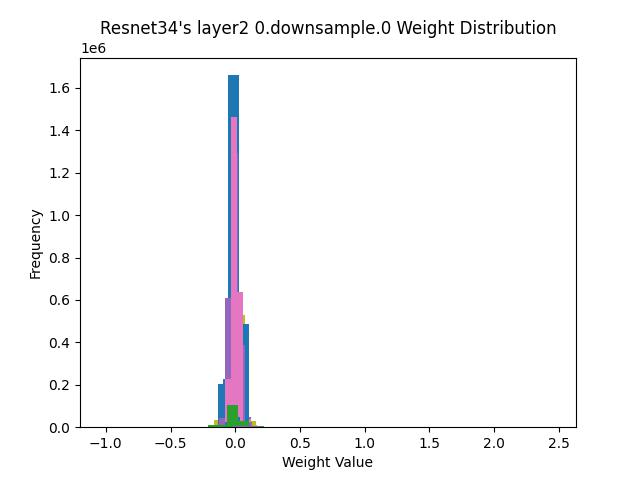 Resnet34's layer2 0.downsample.0 Weight Distribution
1e6
1.6
1.4
1.2
1.0
0.8
0.6
0.4
0.2
0.0
Frequency
−1.0 −0.5 0.0 0.5 1.0 1.5 2.0 2.5
Weight Value